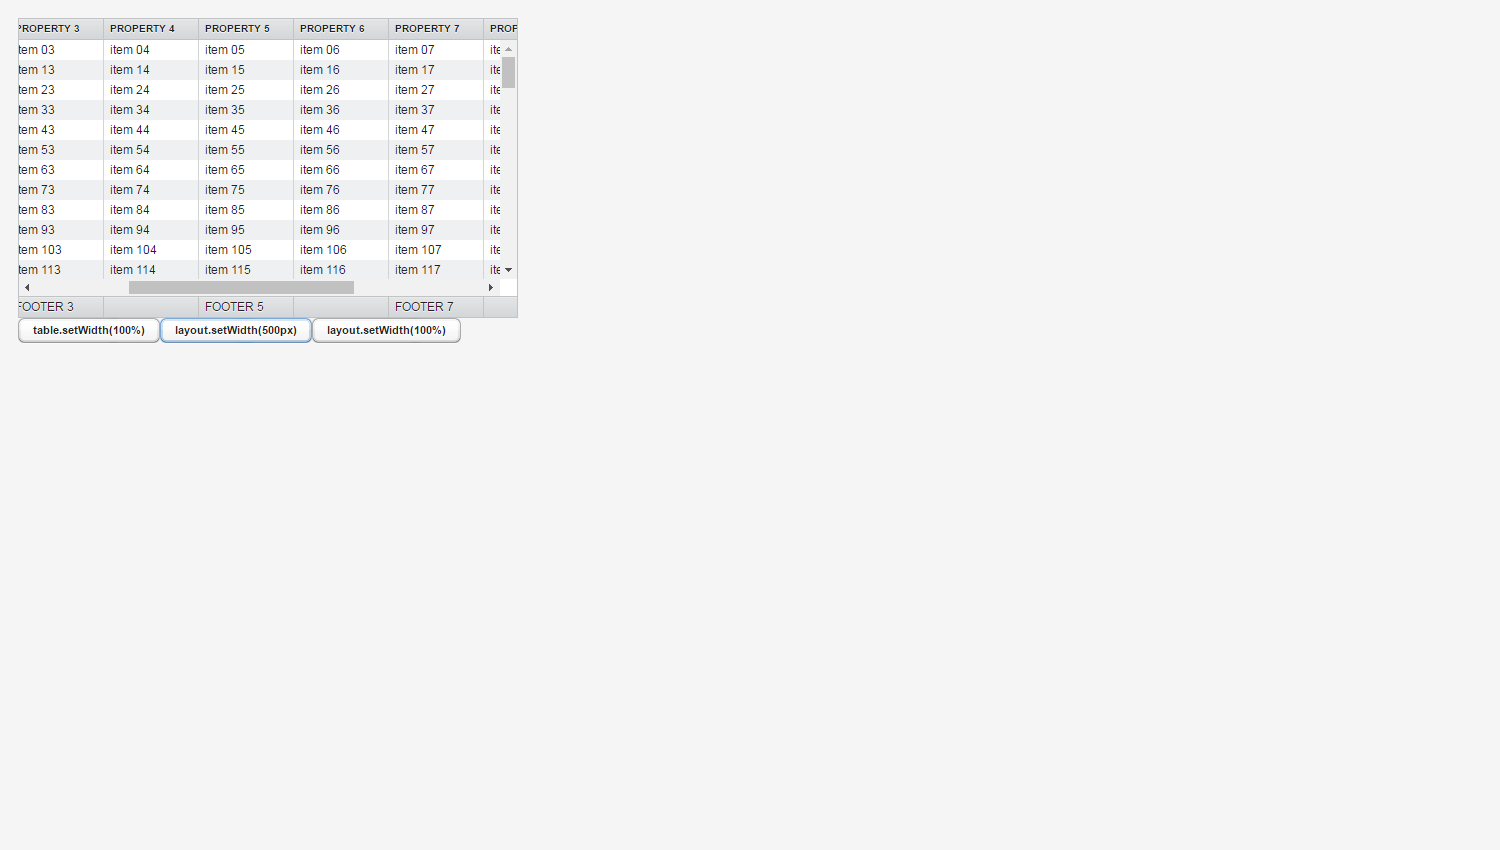 PROPERTY 3 PROPERTY 4 PROPERTY 5 PROPERTY 6 PROPERTY 7 PROP
tem 03 item 04 item 05 item 06 item 07 ite
tem 13 item 14 item 15 item 16 item 17 ite
tem 23 item 24 item 25 item 26 item 27 ite
tem 33 item 34 item 35 item 36 item 37 ite
tem 43 item 44 item 45 item 46 item 47 ite
tem 53 item 54 item 55 item 56 item 57 ite
tem 63 item 64 item 65 item 66 item 67 ite
tem 73 item 74 item 75 item 76 item 77 ite
tem 83 item 84 item 85 item 86 item 87 ite
tem 93 item 94 item 95 item 96 item 97 ite
tem 103 item 104 item 105 item 106 item 107 ite
tem 113 item 114 item 115 item 116 item 117 ite
FOOTER 3 FOOTER 5 FOOTER 7
table.setWidth(100%) layout.setWidth(500px) layout.setWidth(100%)